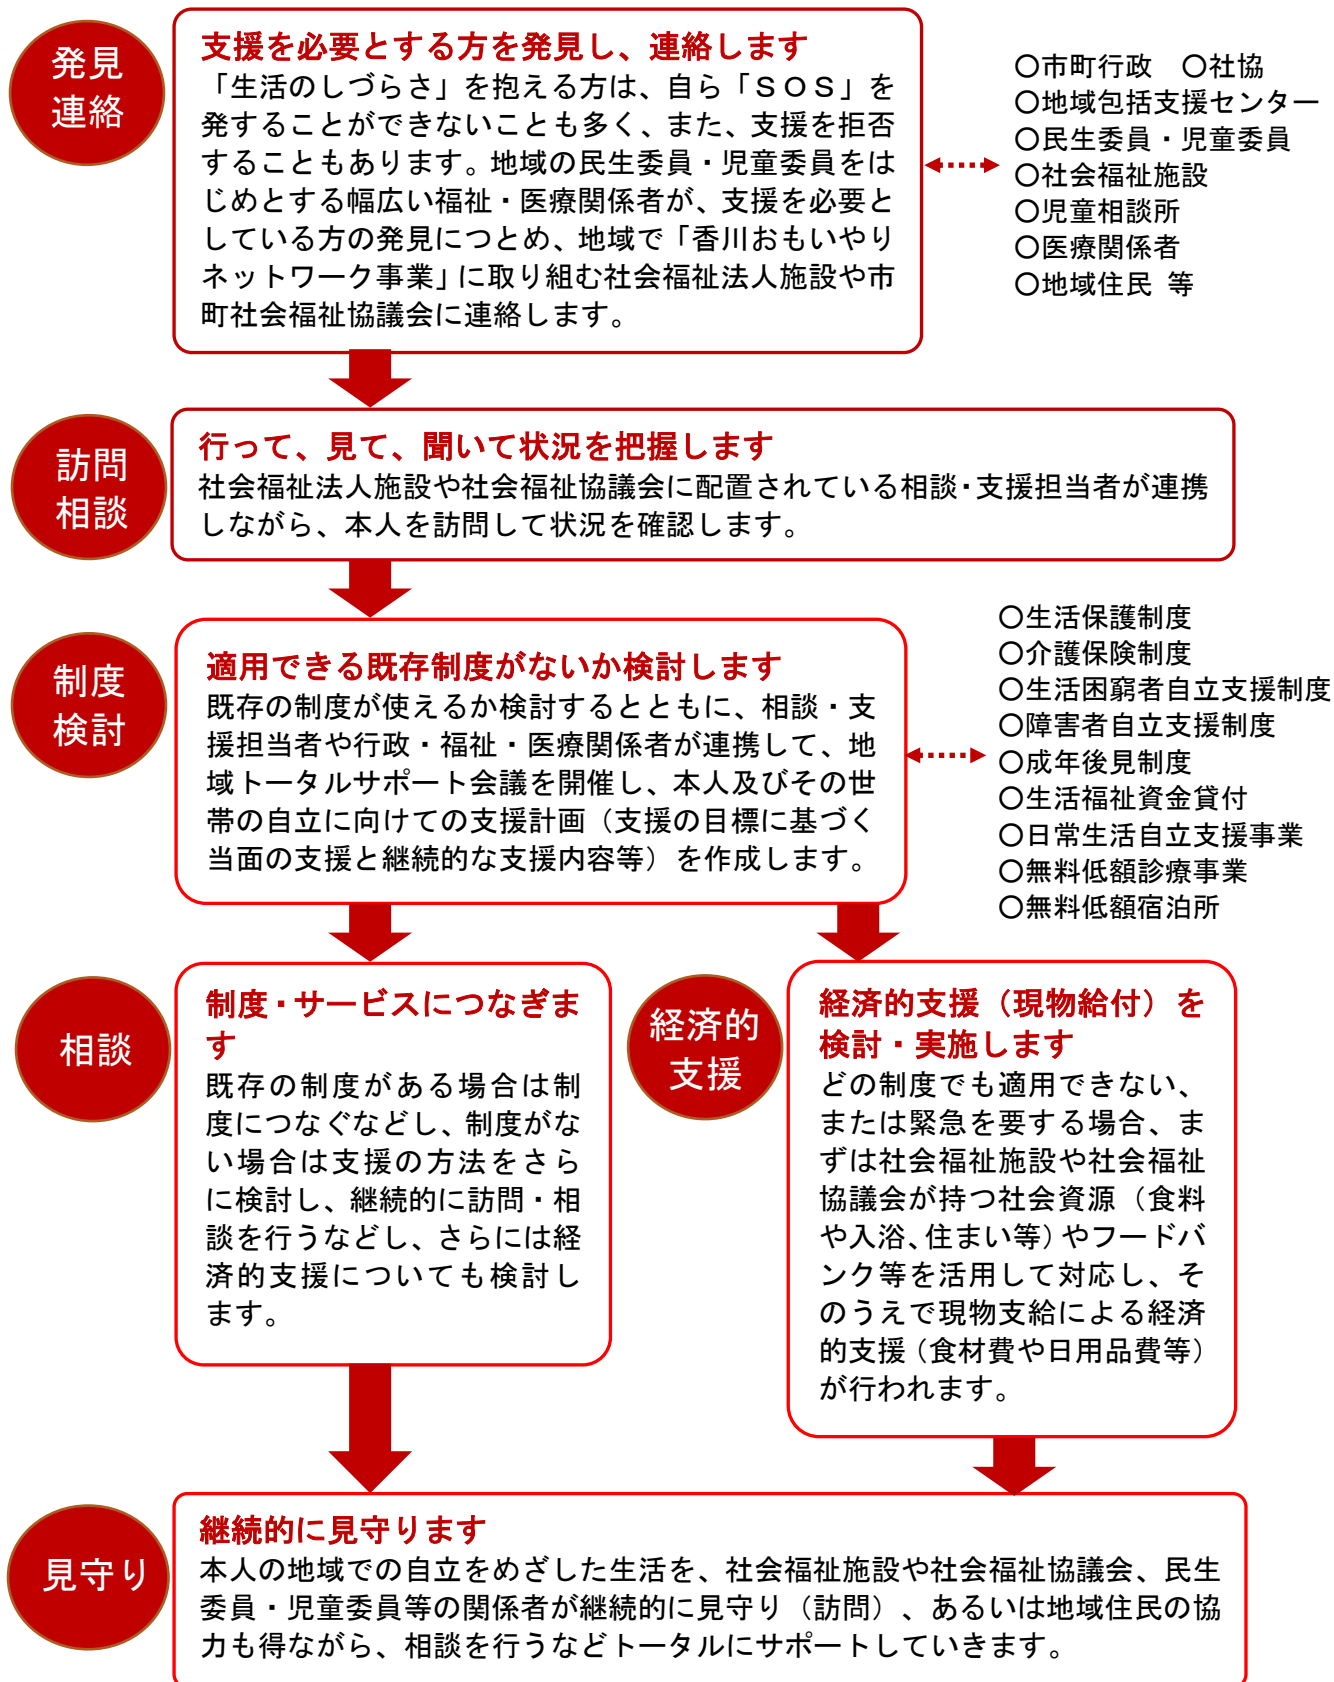 発見
連絡
支援を必要とする方を発見し、連絡します
「生活のしづらさ」を抱える方は、自ら「ＳＯＳ」を
発することができないことも多く、また、支援を拒否
することもあります。地域の民生委員・児童委員をは
じめとする幅広い福祉・医療関係者が、支援を必要と
している方の発見につとめ、地域で「香川おもいやり
ネットワーク事業」に取り組む社会福祉法人施設や市
町社会福祉協議会に連絡します。
○市町行政　○社協
○地域包括支援センター
○民生委員・児童委員
○社会福祉施設
○児童相談所
○医療関係者
○地域住民 等
訪問
相談
行って、見て、聞いて状況を把握します
社会福祉法人施設や社会福祉協議会に配置されている相談・支援担当者が連携
しながら、本人を訪問して状況を確認します。
制度
検討
適用できる既存制度がないか検討します
既存の制度が使えるか検討するとともに、相談・支
援担当者や行政・福祉・医療関係者が連携して、地
域トータルサポート会議を開催し、本人及びその世
帯の自立に向けての支援計画（支援の目標に基づく
当面の支援と継続的な支援内容等）を作成します。
○生活保護制度
○介護保険制度
○生活困窮者自立支援制度
○障害者自立支援制度
○成年後見制度
○生活福祉資金貸付
○日常生活自立支援事業
○無料低額診療事業
○無料低額宿泊所
相談
制度・サービスにつなぎま
す
既存の制度がある場合は制
度につなぐなどし、制度がな
い場合は支援の方法をさら
に検討し、継続的に訪問・相
談を行うなどし、さらには経
済的支援についても検討し
ます。
経済的
支援
経済的支援（現物給付）を
検討・実施します
どの制度でも適用できない、
または緊急を要する場合、ま
ずは社会福祉施設や社会福祉
協議会が持つ社会資源（食料
や入浴、住まい等）やフードバ
ンク等を活用して対応し、そ
のうえで現物支給による経済
的支援（食材費や日用品費等）
が行われます。
見守り
継続的に見守ります
本人の地域での自立をめざした生活を、社会福祉施設や社会福祉協議会、民生
委員・児童委員等の関係者が継続的に見守り（訪問）、あるいは地域住民の協
力も得ながら、相談を行うなどトータルにサポートしていきます。